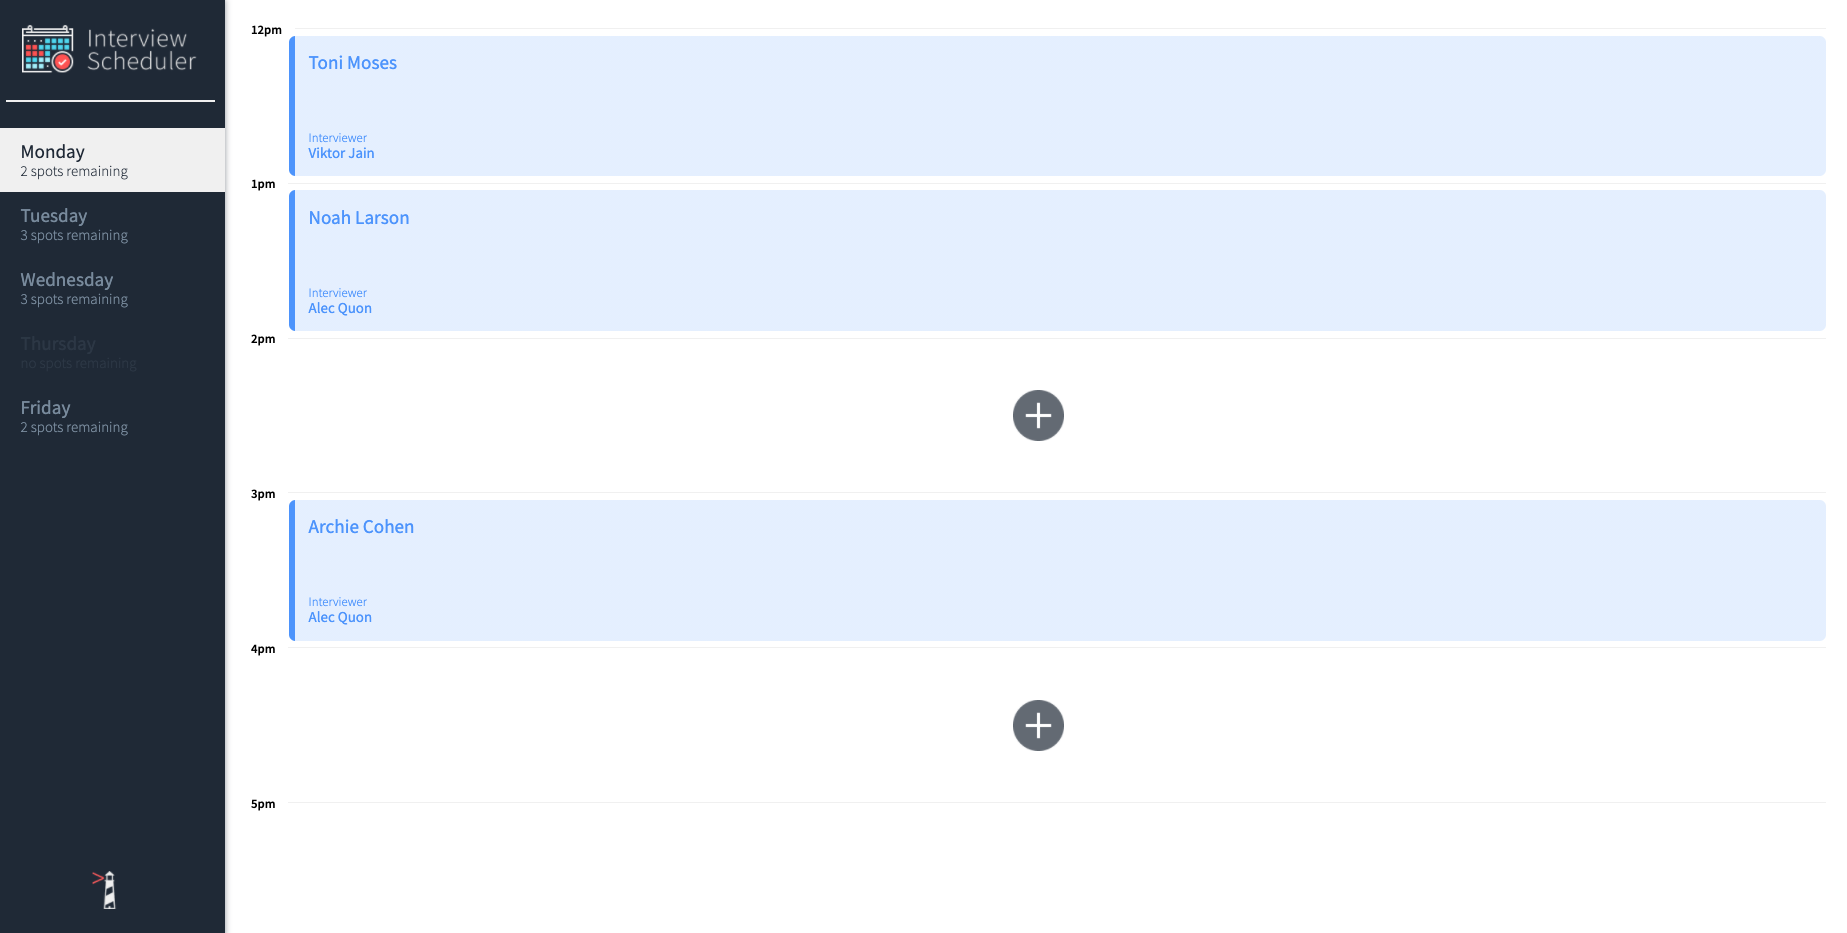 Interview
Scheduler
Monday
2 spots remaining
Tuesday
3 spots remaining
Wednesday
3 spots remaining
Thursday
no spots remaining
Friday
2 spots remaining
12pm
Toni Moses
Interviewer
Viktor Jain
1pm
Noah Larson
Interviewer
Alec Quon
2pm
3pm
Archie Cohen
Interviewer
Alec Quon
4pm
5pm